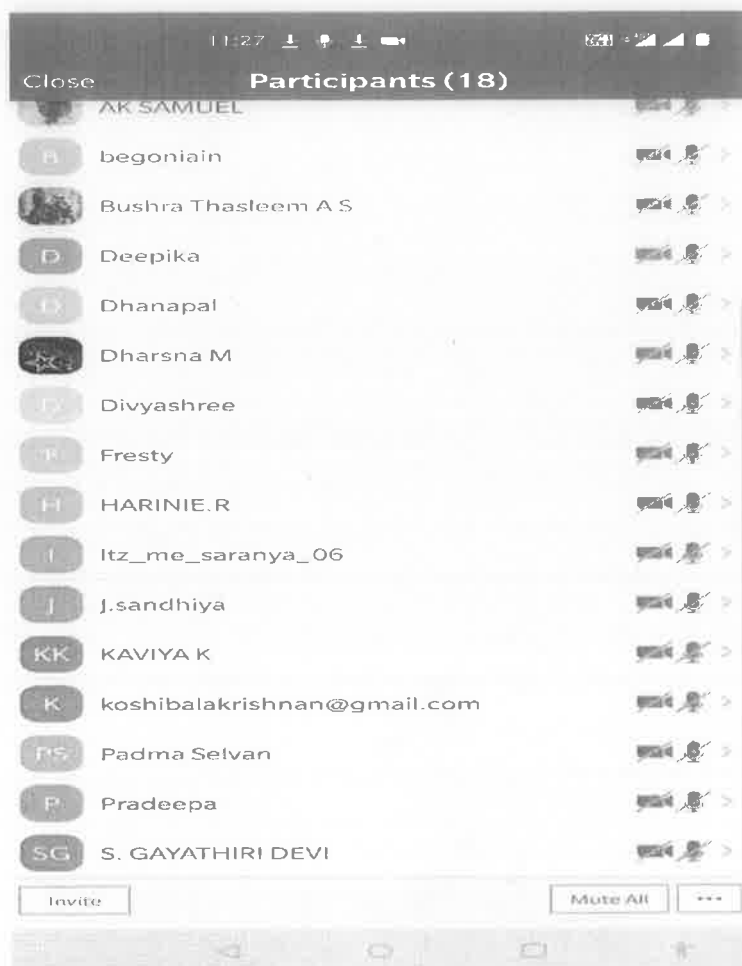 11:27
Close Participants (18)
AK SAMUEL
B begoniain
Bushra Thasleem A S
D Deepika
D Dhanapal
Dharsna M
D Divyashree
F Fresty
H HARINIE.R
I Itz_me_saranya_06
J J.sandhiya
KK KAVIYA K
K koshibalakrishnan@gmail.com
PS Padma Selvan
P Pradeepa
SG S. GAYATHIRI DEVI
Invite Mute All